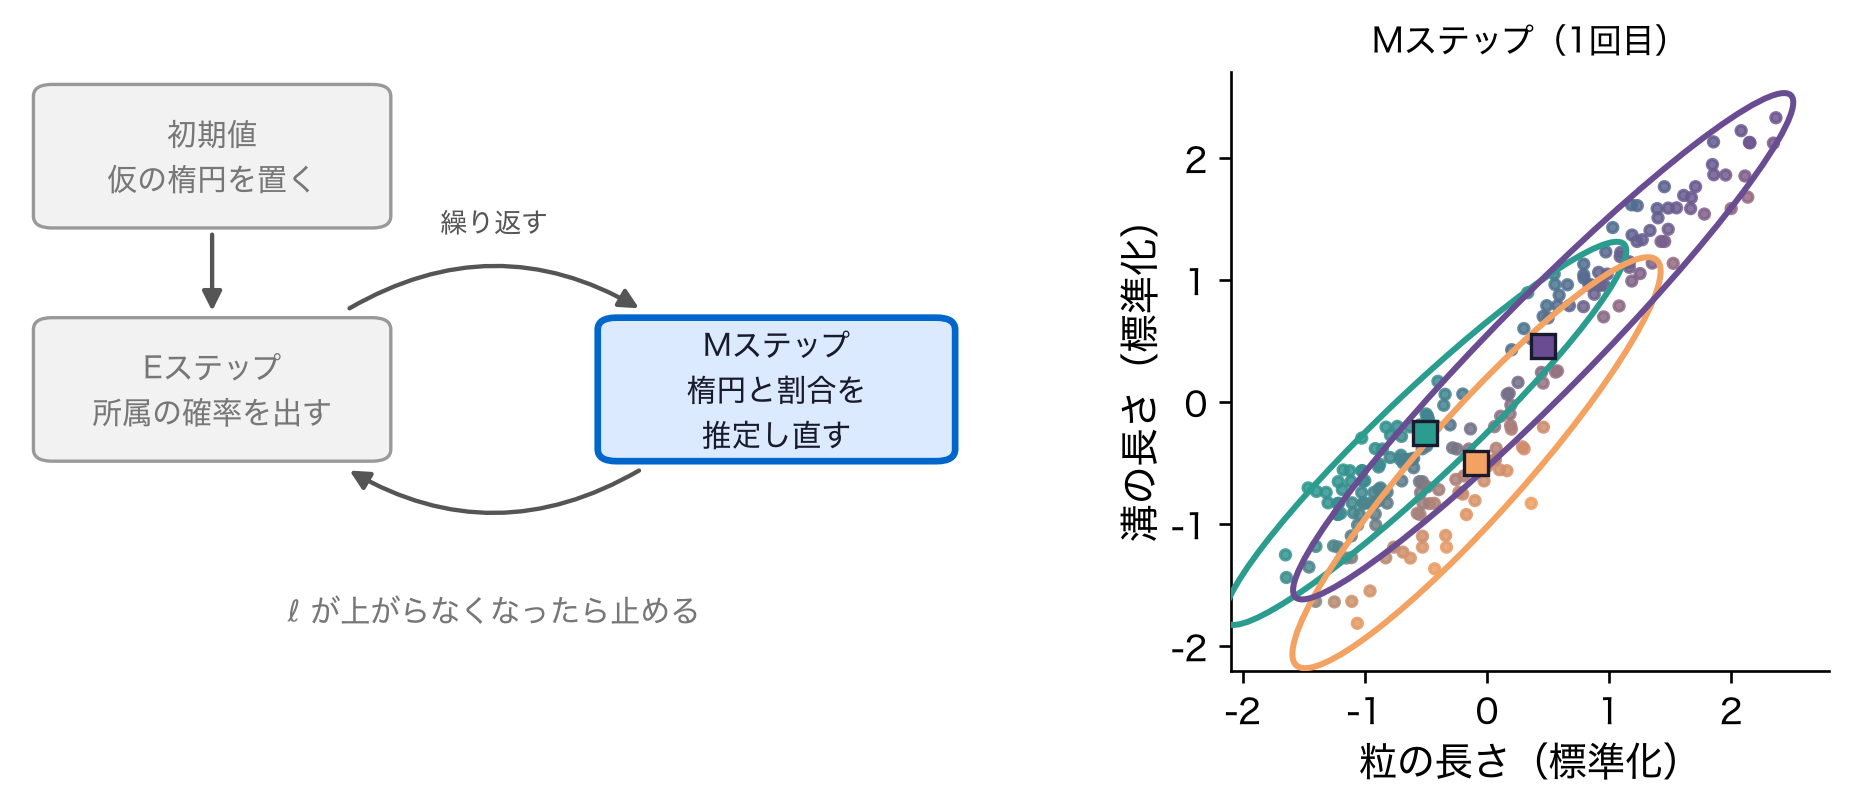 初期値
仮の楕円を置く
繰り返す
Eステップ
所属の確率を出す
Mステップ
楕円と割合を
推定し直す
ℓ が上がらなくなったら止める
Mステップ（1回目）
溝の長さ（標準化）
2
1
0
-1
-2
-2
-1
0
1
2
粒の長さ（標準化）